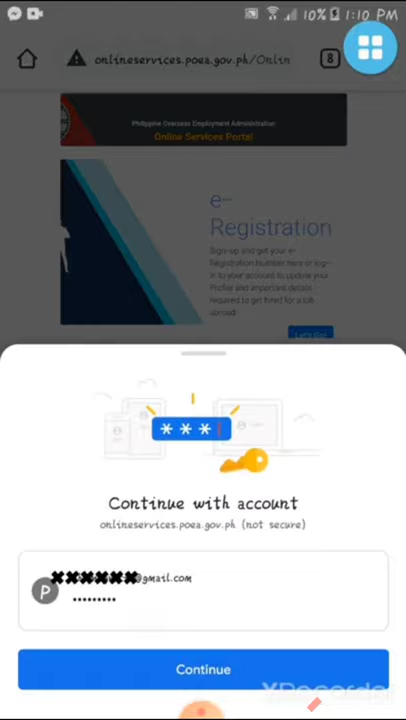 10% 1:10 PM
onlineservices.poea.gov.ph/Onlin
8
Philippine Overseas Employment Administration
Online Services Portal
e-
Registration
Sign-up and get your e-
Registration Number here or log-
in to your account to update your
Profile and important details
required to get hired for a job
abroad.
Let's Go!
***
Continue with account
onlineservices.poea.gov.ph (not secure)
P
@gmail.com
•••••••••
Continue
XRecorder